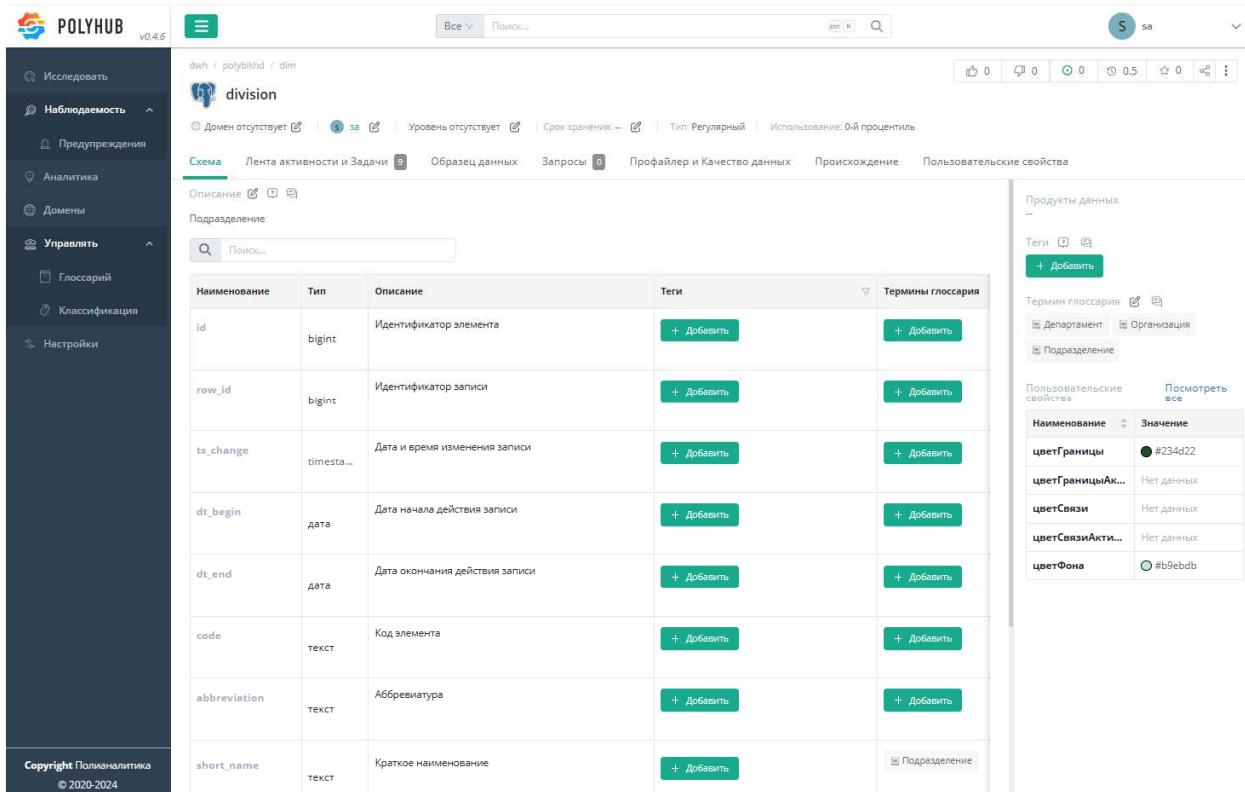 POLYHUB v0.4.6
Все Поиск... ctrl K
S sa
dwh / polybikhd / dim
0 0 0 0.5 0
division
Домен отсутствует s sa Уровень отсутствует Срок хранения: -- Тип: Регулярный Использование: 0-й процентиль
Схема Лента активности и Задачи 9 Образец данных Запросы 0 Профайлер и Качество данных Происхождение Пользовательские свойства
Исследовать
Наблюдаемость
Предупреждения
Аналитика
Домены
Управлять
Глоссарий
Классификация
Настройки
Copyright Полианалитика
© 2020-2024
Описание
Подразделение
Поиск...
Наименование Тип Описание Теги Термины глоссария
id bigint Идентификатор элемента + Добавить + Добавить
row_id bigint Идентификатор записи + Добавить + Добавить
ts_change timesta... Дата и время изменения записи + Добавить + Добавить
dt_begin дата Дата начала действия записи + Добавить + Добавить
dt_end дата Дата окончания действия записи + Добавить + Добавить
code текст Код элемента + Добавить + Добавить
abbreviation текст Аббревиатура + Добавить + Добавить
short_name текст Краткое наименование + Добавить Подразделение
Продукты данных
--
Теги
+ Добавить
Термин глоссария
Департамент Организация
Подразделение
Пользовательские Посмотреть
свойства все
Наименование Значение
цветГраницы #234d22
цветГраницыАк... Нет данных
цветСвязи Нет данных
цветСвязиАкти... Нет данных
цветФона #b9ebdb